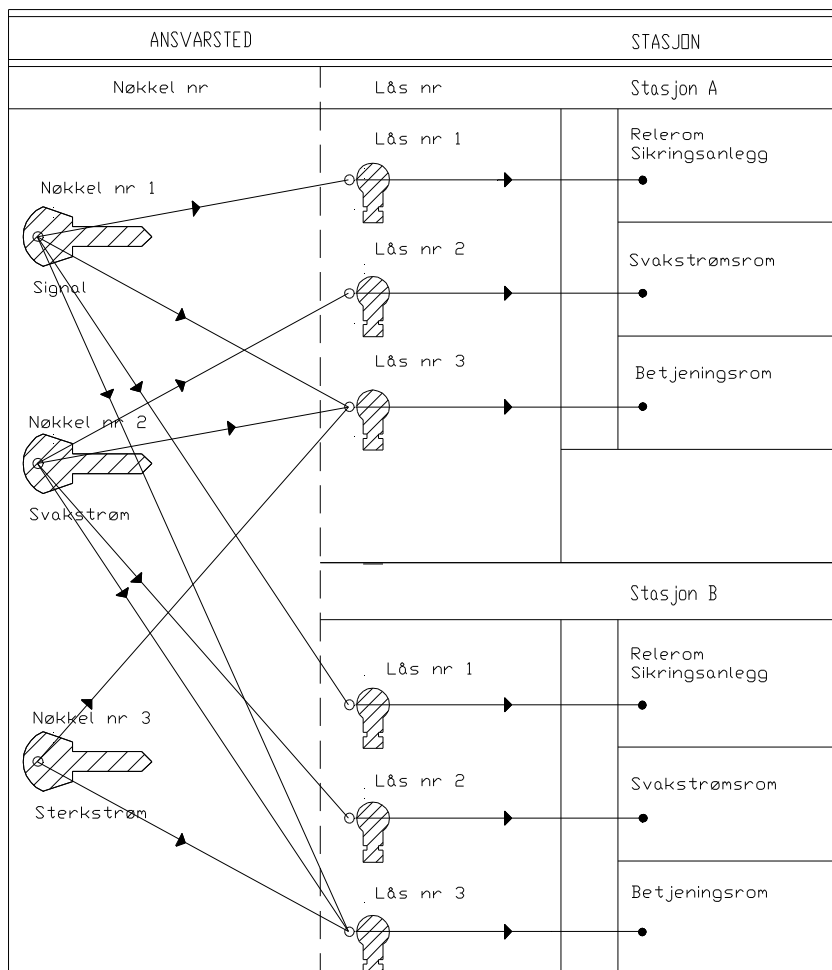 ANSVARSTED
STASJON
Nøkkel nr
Lås nr
Stasjon A
Lås nr 1
Relerom
Sikringsanlegg
Nøkkel nr 1
Signal
Lås nr 2
Svakstrømsrom
Lås nr 3
Betjeningsrom
Nøkkel nr 2
Svakstrøm
Stasjon B
Lås nr 1
Relerom
Sikringsanlegg
Nøkkel nr 3
Sterkstrøm
Lås nr 2
Svakstrømsrom
Lås nr 3
Betjeningsrom